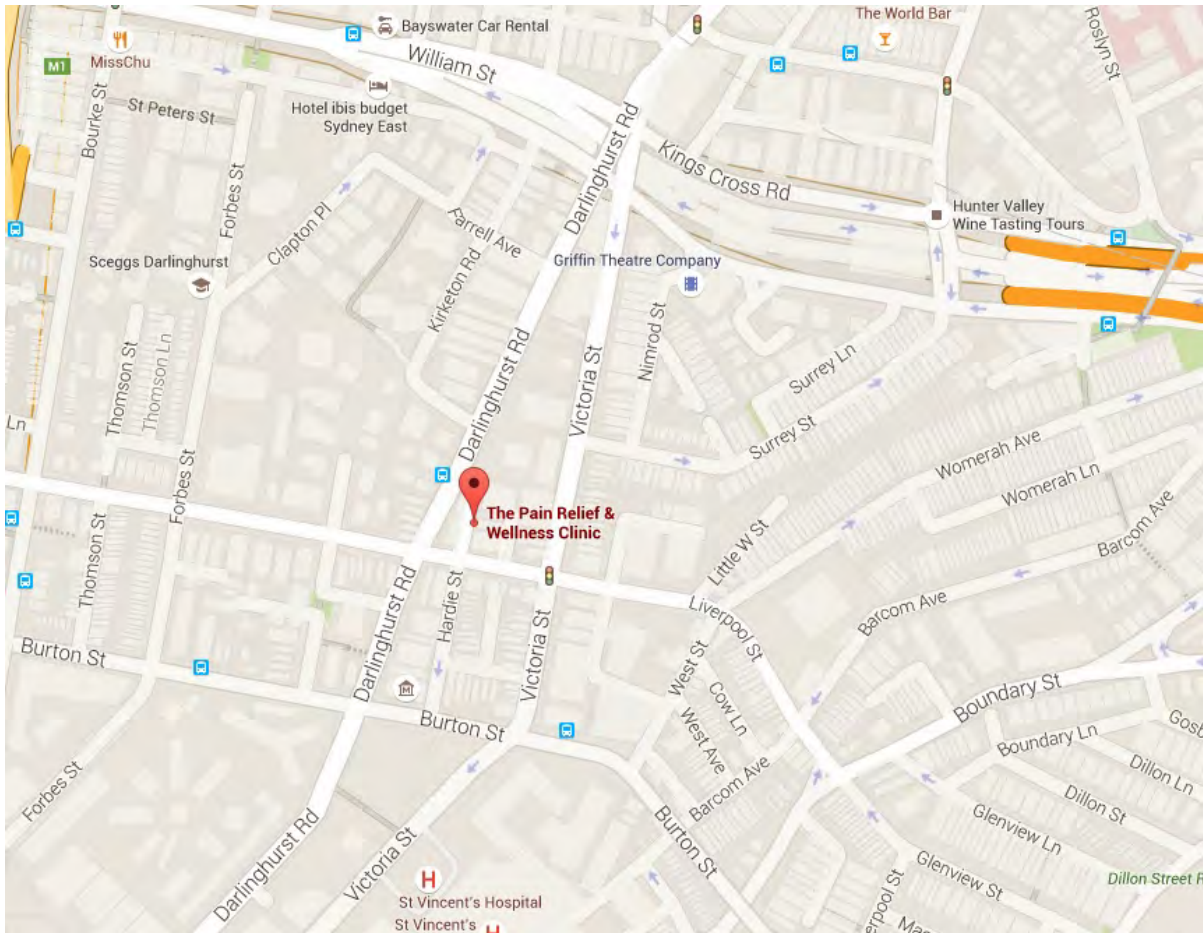 The World Bar
Roslyn St
Bayswater Car Rental
MissChu
M1
William St
Hotel ibis budget
Sydney East
St Peters St
Bourke St
Forbes St
Darlinghurst Rd
Kings Cross Rd
Hunter Valley
Wine Tasting Tours
Clapton Pl
Farrell Ave
Kirketon Rd
Sceggs Darlinghurst
Griffin Theatre Company
Nimrod St
Thomson St
Thomson Ln
Darlinghurst Rd
Victoria St
Surrey Ln
Surrey St
Ln
Forbes St
Womerah Ave
Womerah Ln
The Pain Relief &
Wellness Clinic
Thomson St
Little W St
Barcom Ave
Hardie St
Darlinghurst Rd
Liverpool St
Barcom Ave
Burton St
Victoria St
West St
Cow Ln
West Ave
Boundary St
Burton St
Boundary Ln
Gosb
Dillon Ln
Barcom Ave
Forbes St
Dillon St
Burton St
Glenview Ln
Darlinghurst Rd
Victoria St
Glenview St
H
St Vincent's Hospital
St Vincent's
H
erpool St
Dillon Street R
M